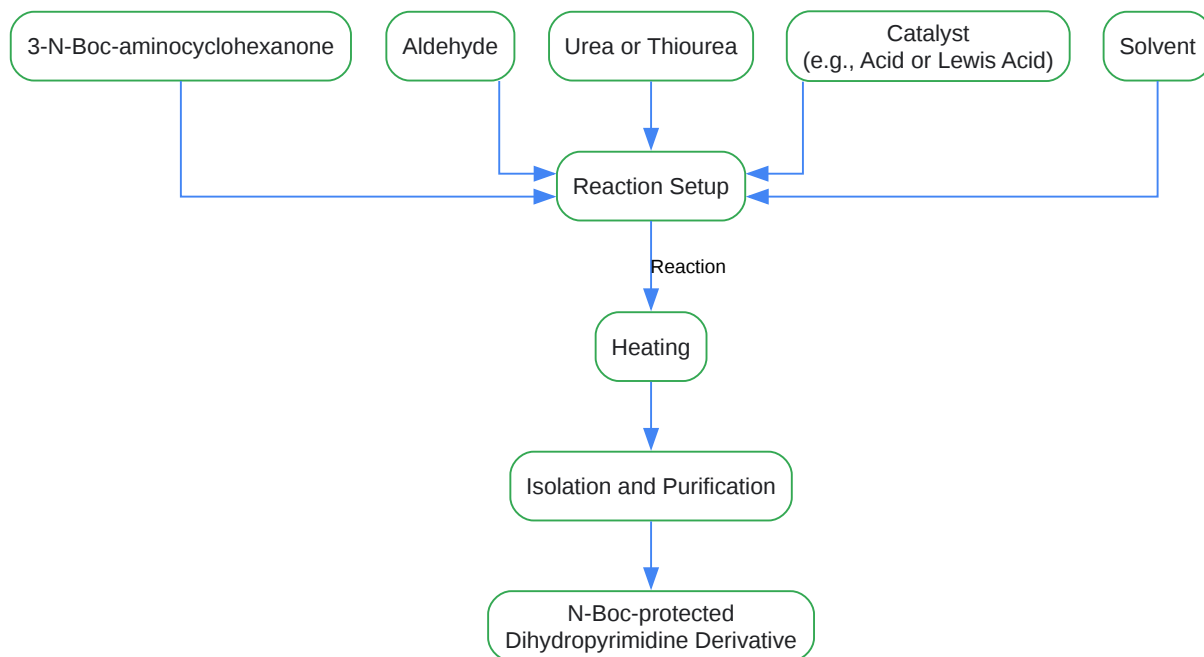 3-N-Boc-aminocyclohexanone
Aldehyde
Urea or Thiourea
Catalyst
(e.g., Acid or Lewis Acid)
Solvent
Reaction Setup
Reaction
Heating
Isolation and Purification
N-Boc-protected
Dihydropyrimidine Derivative